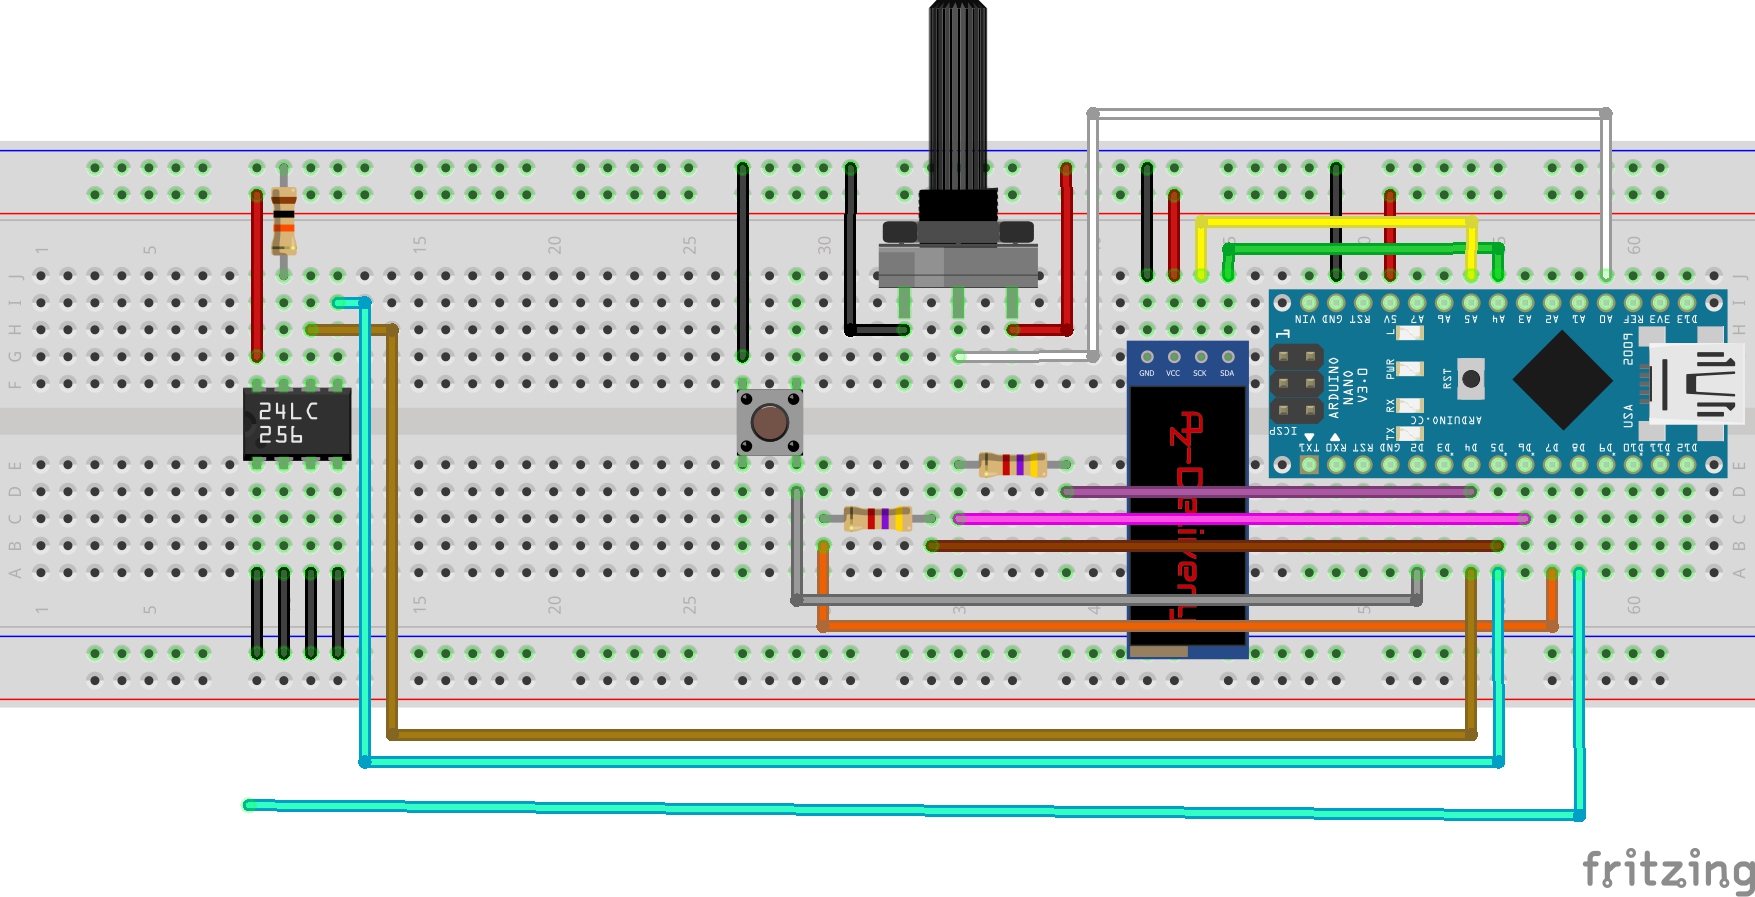 1 5 15 20 25 30 60
J J
I I
H H
G G
F F
24LC
256
GND VCC SCK SDA
Az-Delivery
VIN GND RST 5V A7 A6 A5 A4 A3 A2 A1 A0 REF 3V3 D13
1
L
PWR
RX
TX
RST
ICSP
ARDUINO
NANO
V3.0
ARDUINO.CC
USA
2009
TX1 RX0 RST GND D2 D3 D4 D5 D6 D7 D8 D9 D10 D11 D12
E E
D D
C C
B B
A A
1 5 15 20 25 3 4 5 60
fritzing